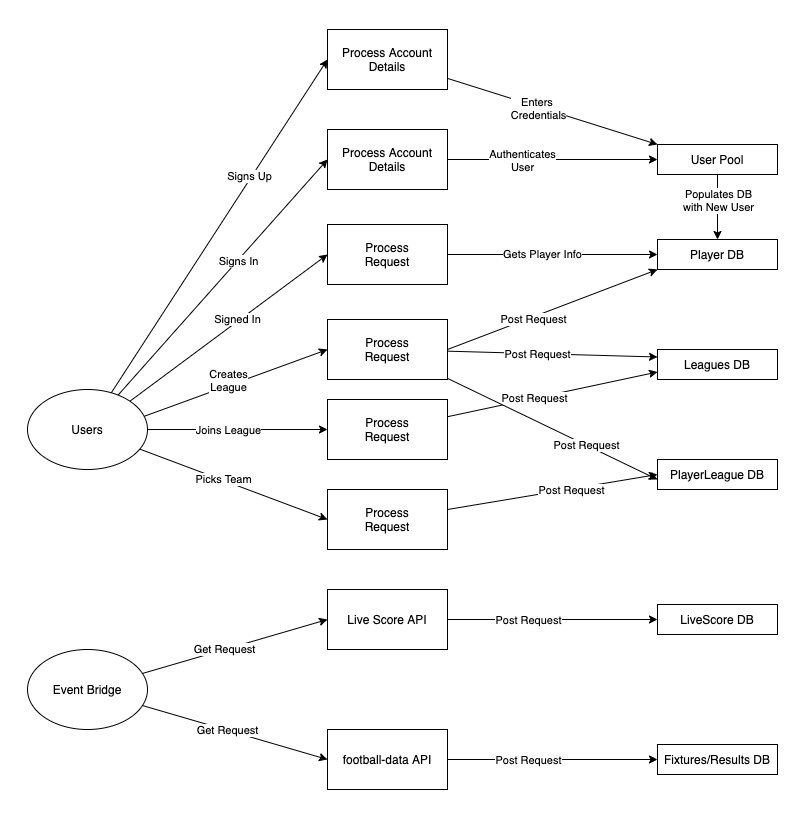 Process Account
Details
Enters
Credentials
Process Account
Details
Authenticates
User
User Pool
Signs Up
Populates DB
with New User
Signs In
Process
Request
Gets Player Info
Player DB
Signed In
Post Request
Process
Request
Post Request
Leagues DB
Creates
League
Post Request
Users
Joins League
Process
Request
Post Request
PlayerLeague DB
Picks Team
Post Request
Process
Request
Live Score API
Post Request
LiveScore DB
Get Request
Event Bridge
Get Request
football-data API
Post Request
Fixtures/Results DB